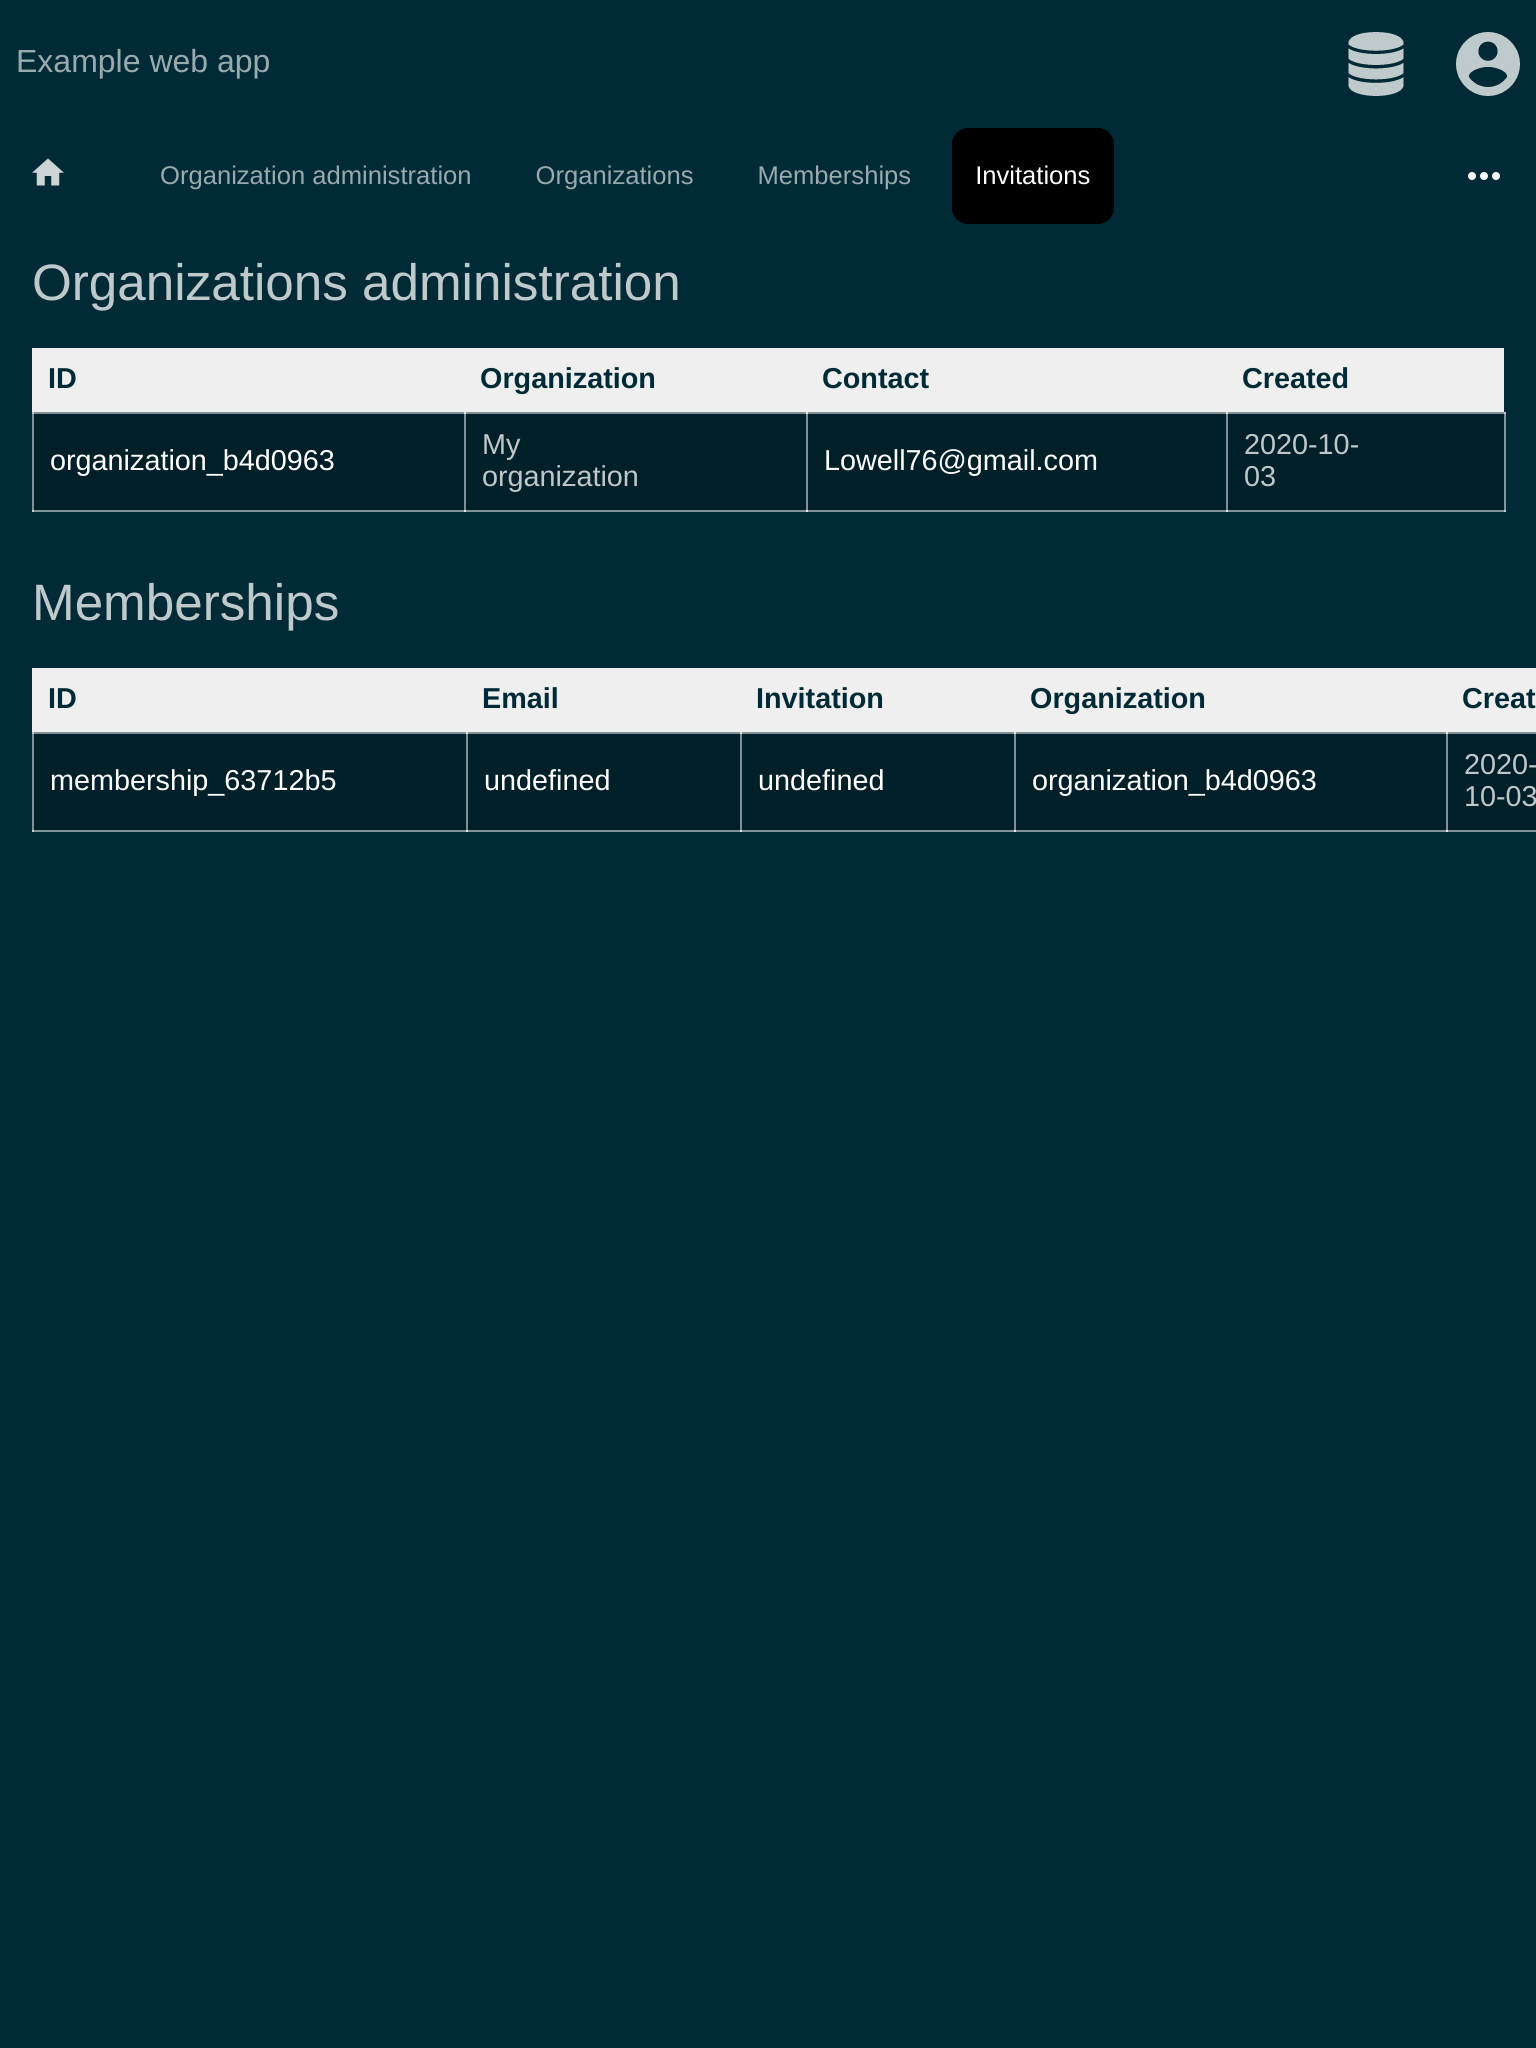 Example web app
Organization administration Organizations Memberships Invitations
Organizations administration
ID Organization Contact Created
organization_b4d0963 My organization Lowell76@gmail.com 2020-10-03
Memberships
ID Email Invitation Organization Creat
membership_63712b5 undefined undefined organization_b4d0963 2020-10-03